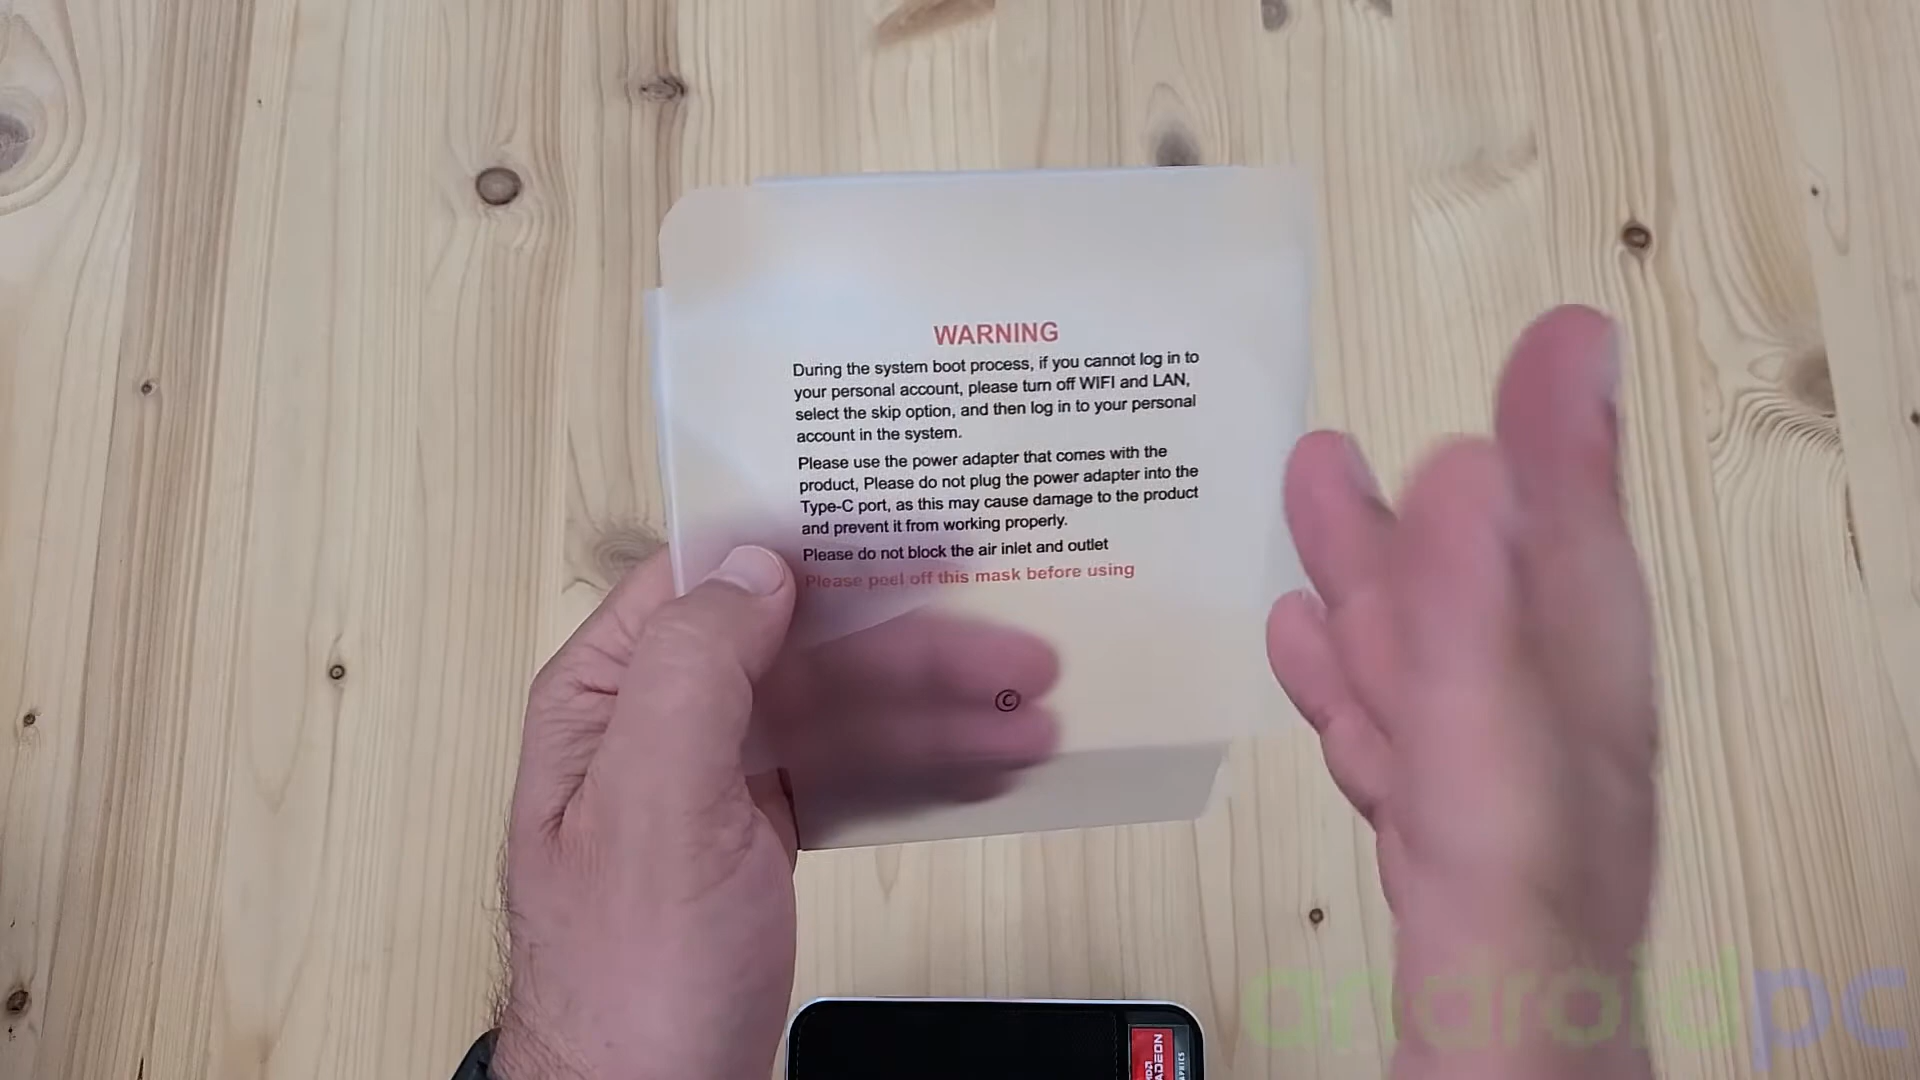 WARNING
During the system boot process, if you cannot log in to
your personal account, please turn off WIFI and LAN,
select the skip option, and then log in to your personal
account in the system.
Please use the power adapter that comes with the
product, Please do not plug the power adapter into the
Type-C port, as this may cause damage to the product
and prevent it from working properly.
Please do not block the air inlet and outlet
Please peel off this mask before using
©
androidpc